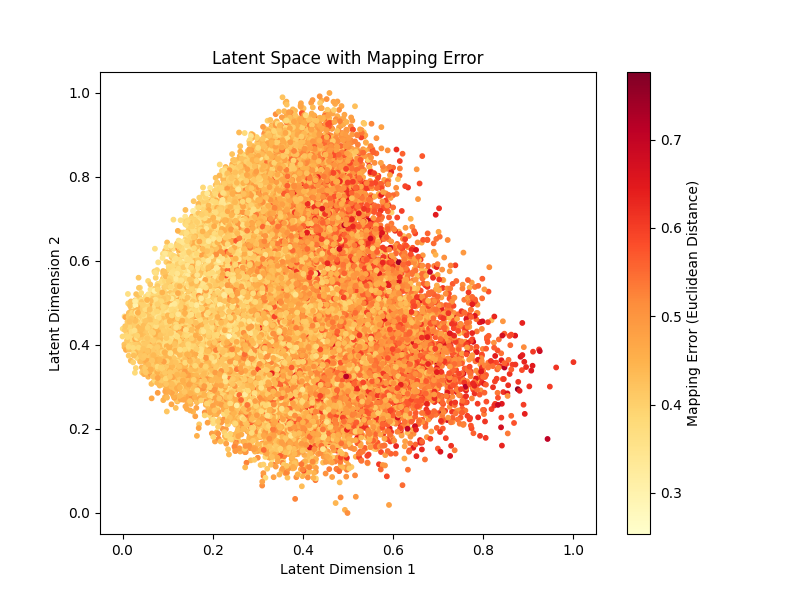 Latent Space with Mapping Error
1.0
0.8
0.6
0.4
0.2
0.0
Latent Dimension 2
0.0 0.2 0.4 0.6 0.8 1.0
Latent Dimension 1
0.7
0.6
0.5
0.4
0.3
Mapping Error (Euclidean Distance)